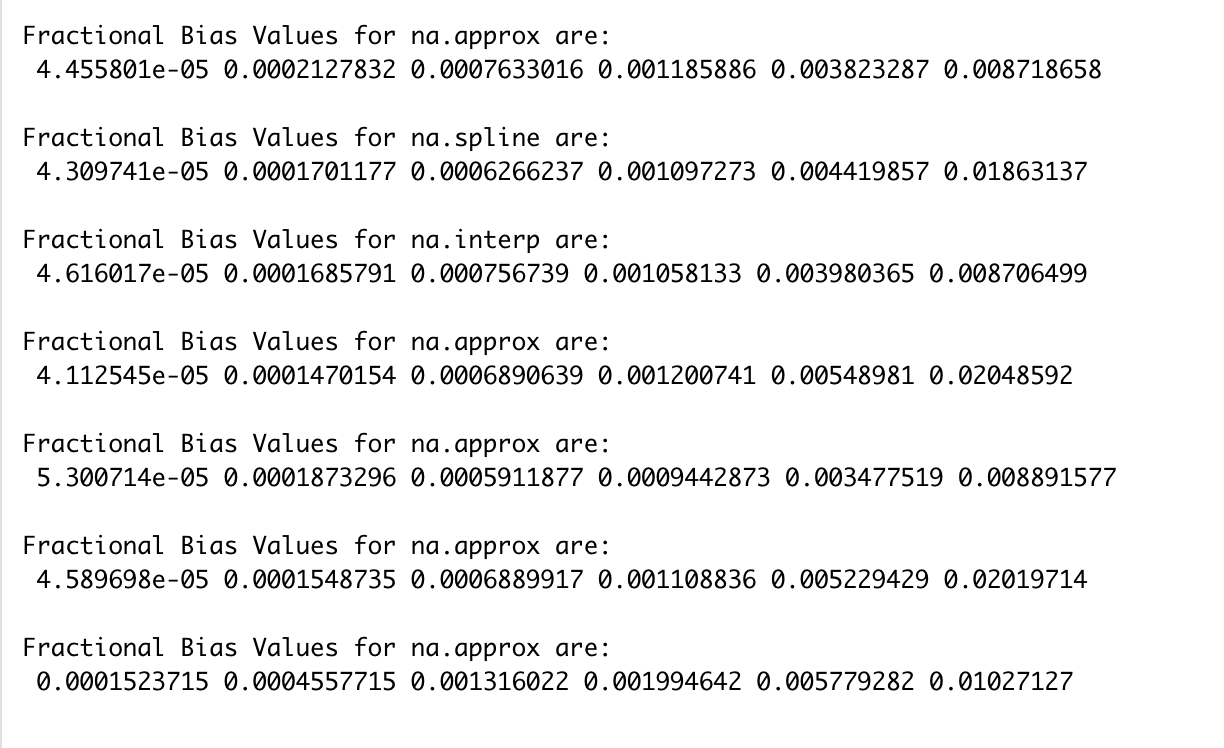 Fractional Bias Values for na.approx are:
4.455801e-05 0.0002127832 0.0007633016 0.001185886 0.003823287 0.008718658
Fractional Bias Values for na.spline are:
4.309741e-05 0.0001701177 0.0006266237 0.001097273 0.004419857 0.01863137
Fractional Bias Values for na.interp are:
4.616017e-05 0.0001685791 0.000756739 0.001058133 0.003980365 0.008706499
Fractional Bias Values for na.approx are:
4.112545e-05 0.0001470154 0.0006890639 0.001200741 0.00548981 0.02048592
Fractional Bias Values for na.approx are:
5.300714e-05 0.0001873296 0.0005911877 0.0009442873 0.003477519 0.008891577
Fractional Bias Values for na.approx are:
4.589698e-05 0.0001548735 0.0006889917 0.001108836 0.005229429 0.02019714
Fractional Bias Values for na.approx are:
0.0001523715 0.0004557715 0.001316022 0.001994642 0.005779282 0.01027127